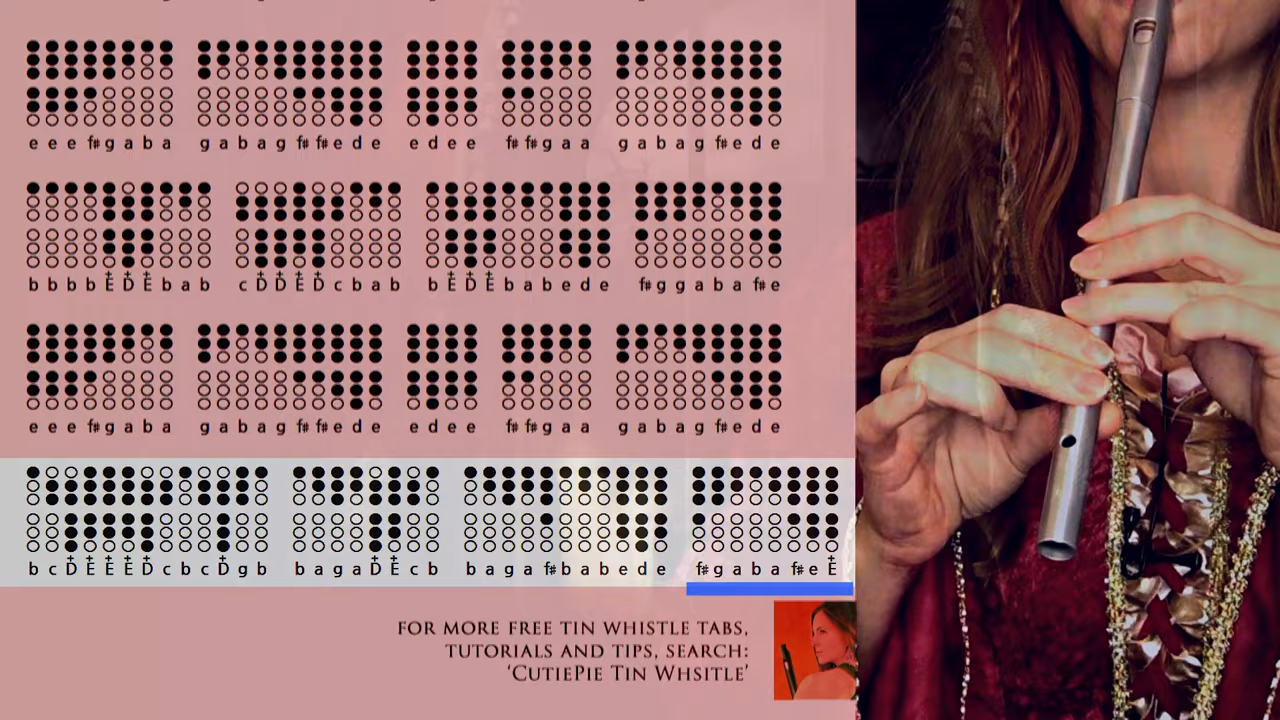 e e e f# g a b a g a b a g f# f# e d e e d e e f# f# g a a g a b a g f# e d e
b b b b E D E b a b c D D E D c b a b b E D E b a b e d e f# g g a b a f# e
e e e f# g a b a g a b a g f# f# e d e e d e e f# f# g a a g a b a g f# e d e
b c D E E E D c b c D g b b a g a D E c b b a g a f# b a b e d e f# g a b a f# e E
FOR MORE FREE TIN WHISTLE TABS,
TUTORIALS AND TIPS, SEARCH:
'CUTIEPIE TIN WHSITLE'